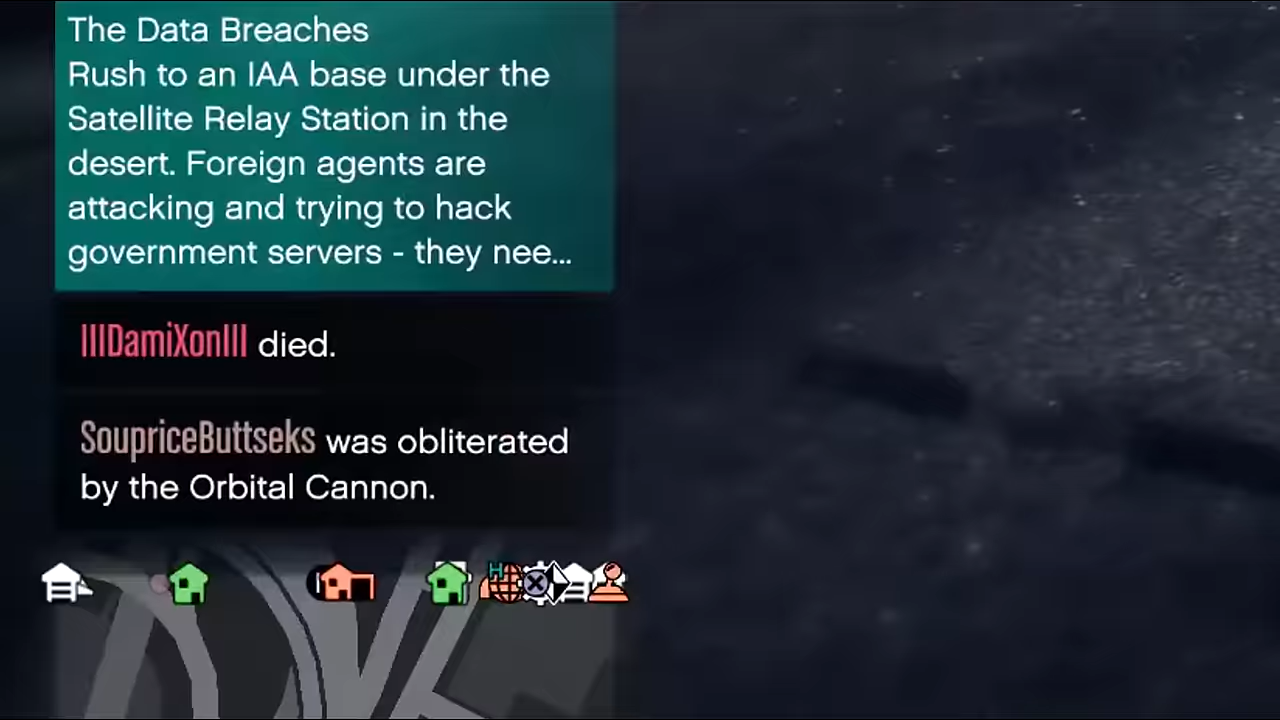 The Data Breaches
Rush to an IAA base under the
Satellite Relay Station in the
desert. Foreign agents are
attacking and trying to hack
government servers - they nee...
IIIDamiXonIII died.
SoupriceButtseks was obliterated
by the Orbital Cannon.
H